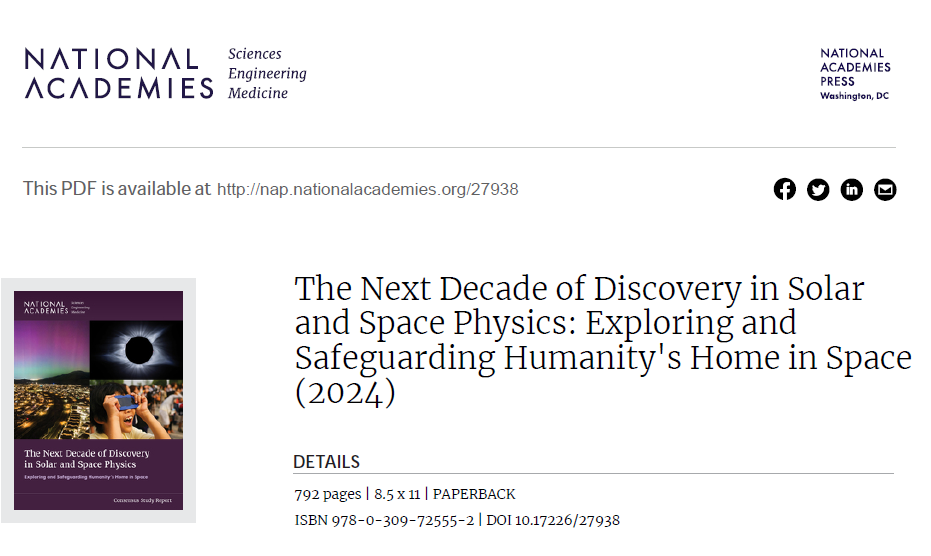 NATIONAL
ACADEMIES
Sciences
Engineering
Medicine
NATIONAL
ACADEMIES
PRESS
Washington, DC
This PDF is available at http://nap.nationalacademies.org/27938
The Next Decade of Discovery in Solar
and Space Physics: Exploring and
Safeguarding Humanity's Home in Space
(2024)
NATIONAL
ACADEMIES
Sciences
Engineering
Medicine
The Next Decade of Discovery
in Solar and Space Physics
Exploring and Safeguarding Humanity's Home in Space
Consensus Study Report
DETAILS
792 pages | 8.5 x 11 | PAPERBACK
ISBN 978-0-309-72555-2 | DOI 10.17226/27938